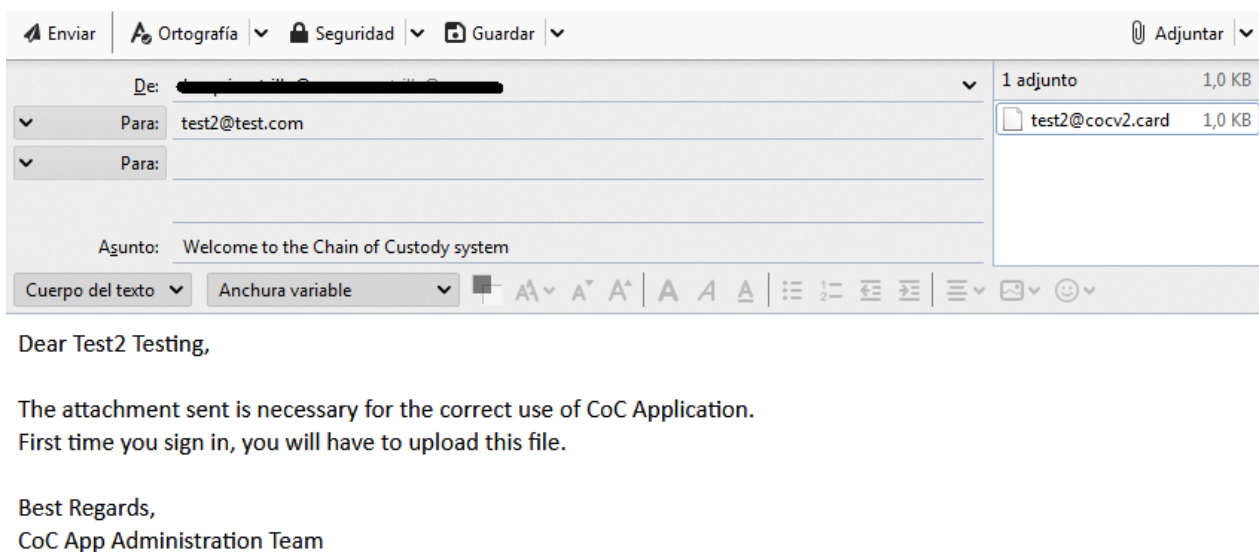 Enviar Ortografía Seguridad Guardar Adjuntar
De: 1 adjunto 1,0 KB
Para: test2@test.com test2@cocv2.card 1,0 KB
Para:
Asunto: Welcome to the Chain of Custody system
Cuerpo del texto Anchura variable
Dear Test2 Testing,
The attachment sent is necessary for the correct use of CoC Application.
First time you sign in, you will have to upload this file.
Best Regards,
CoC App Administration Team